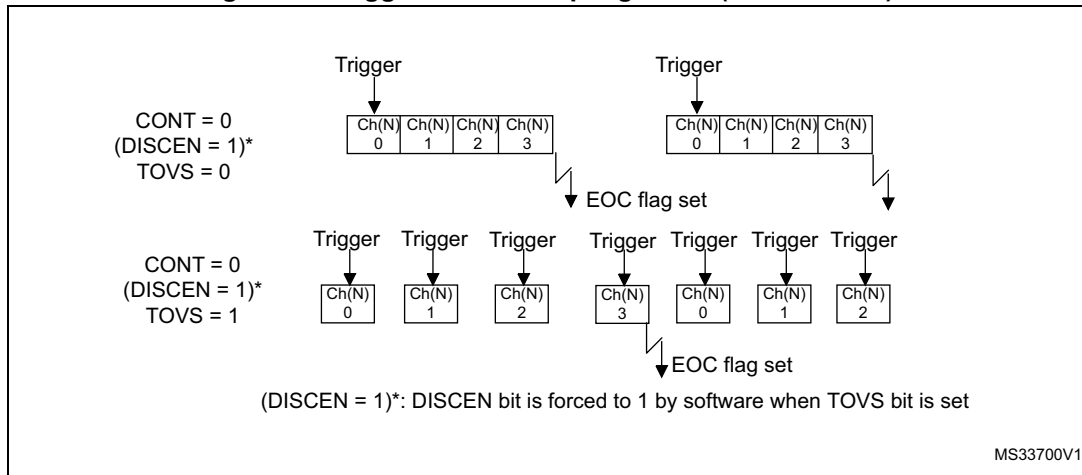 Trigger Trigger
CONT = 0
(DISCEN = 1)*
TOVS = 0
Ch(N) Ch(N) Ch(N) Ch(N) Ch(N) Ch(N) Ch(N) Ch(N)
0 1 2 3 0 1 2 3
EOC flag set
Trigger Trigger Trigger Trigger Trigger Trigger Trigger
CONT = 0
(DISCEN = 1)*
TOVS = 1
Ch(N) Ch(N) Ch(N) Ch(N) Ch(N) Ch(N) Ch(N)
0 1 2 3 0 1 2
EOC flag set
(DISCEN = 1)*: DISCEN bit is forced to 1 by software when TOVS bit is set
MS33700V1